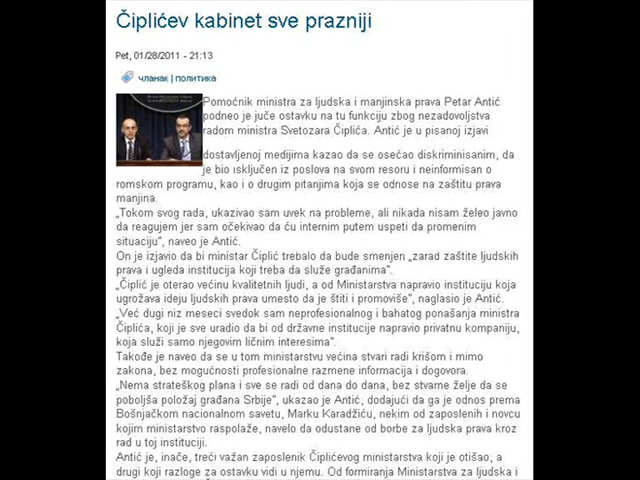 Čiplićev kabinet sve prazniji
Pet, 01/28/2011 - 21:13
чланак | политика
Pomoćnik ministra za ljudska i manjinska prava Petar Antić
podneo je juče ostavku na tu funkciju zbog nezadovoljstva
radom ministra Svetozara Čiplića. Antić je u pisanoj izjavi
dostavljenoj medijima kazao da se osećao diskriminisanim, da
je bio isključen iz poslova na svom resoru i neinformisan o
romskom programu, kao i o drugim pitanjima koja se odnose na zaštitu prava
manjina.
„Tokom svog rada, ukazivao sam uvek na probleme, ali nikada nisam želeo javno
da reagujem jer sam očekivao da ću internim putem uspeti da promenim
situaciju", naveo je Antić.
On je izjavio da bi ministar Čiplić trebalo da bude smenjen „zarad zaštite ljudskih
prava i ugleda institucija koji treba da služe građanima".
„Čiplić je oterao većinu kvalitetnih ljudi, a od Ministarstva napravio instituciju koja
ugrožava ideju ljudskih prava umesto da je štiti i promoviše", naglasio je Antić.
„Već dugi niz meseci svedok sam neprofesionalnog i bahatog ponašanja ministra
Čiplića, koji je sve uradio da bi od državne institucije napravio privatnu kompaniju,
koja služi samo njegovim ličnim interesima".
Takođe je naveo da se u tom ministarstvu većina stvari radi krišom i mimo
zakona, bez mogućnosti profesionalne razmene informacija i dogovora.
„Nema strateškog plana i sve se radi od dana do dana, bez stvarne želje da se
poboljša položaj građana Srbije", ukazao je Antić, dodajući da ga je odnos prema
Bošnjačkom nacionalnom savetu, Marku Karadžiću, nekim od zaposlenih i novcu
kojim ministarstvo raspolaže, navelo da odustane od borbe za ljudska prava kroz
rad u toj instituciji.
Antić je, inače, treći važan zaposlenik Čiplićevog ministarstva koji je otišao, a
drugi koji razloge za ostavku vidi u njemu. Od formiranja Ministarstva za ljudska i